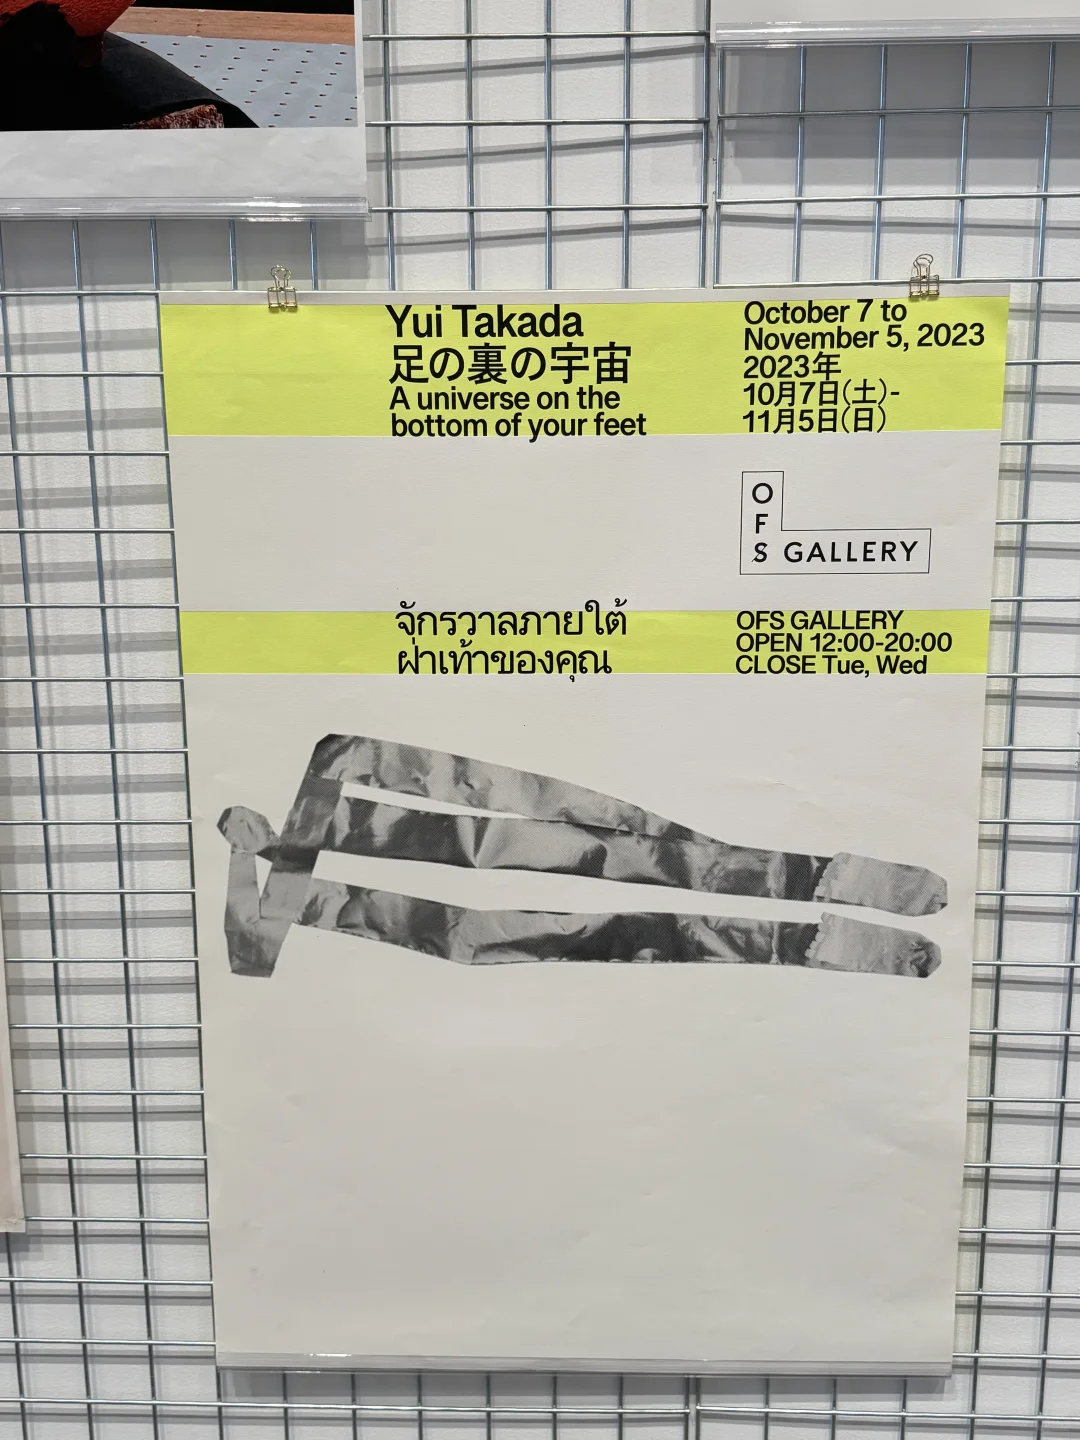 Yui Takada
足の裏の宇宙
A universe on the
bottom of your feet
October 7 to
November 5, 2023
2023年
10月7日(土)-
11月5日(日)
O
F
S GALLERY
จักรวาลภายใต้
ฝ่าเท้าของคุณ
OFS GALLERY
OPEN 12:00-20:00
CLOSE Tue, Wed